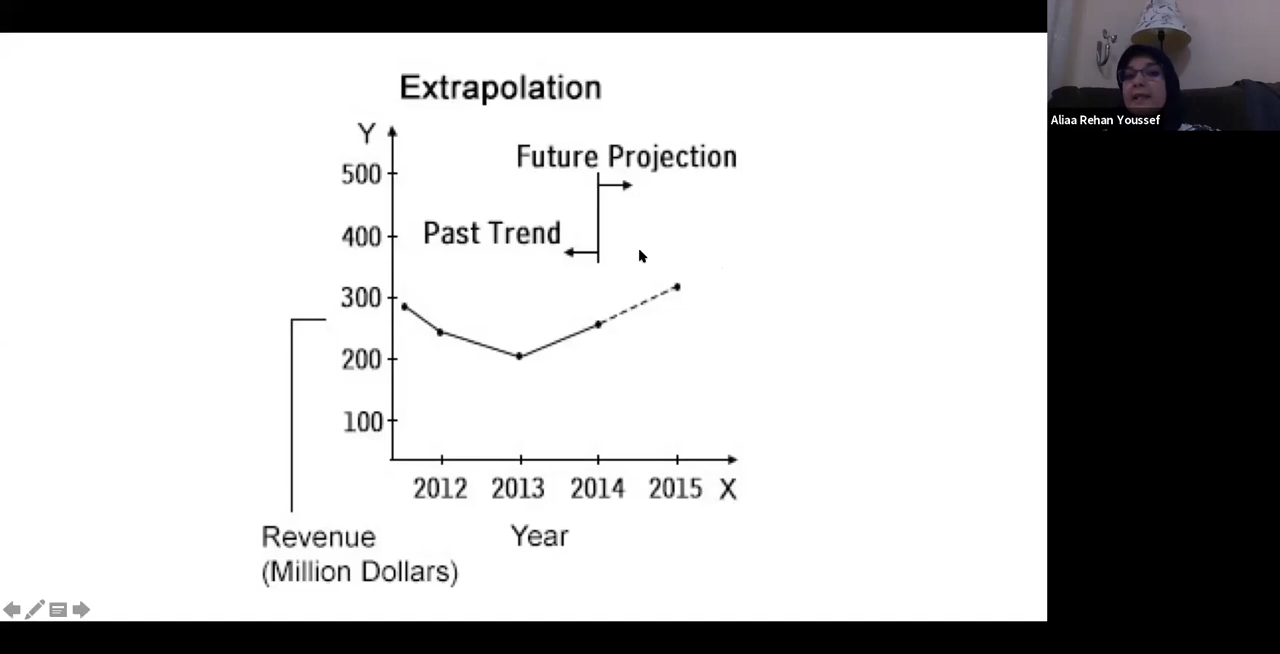 Extrapolation
Y
Future Projection
500
Past Trend
400
300
200
100
2012 2013 2014 2015 X
Year
Revenue
(Million Dollars)
Aliaa Rehan Youssef